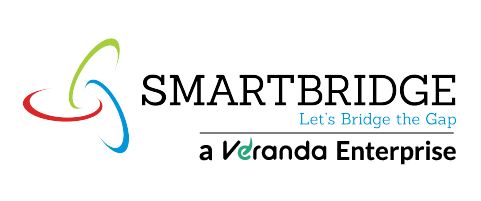 SMARTBRIDGE
Let's Bridge the Gap
a Veranda Enterprise